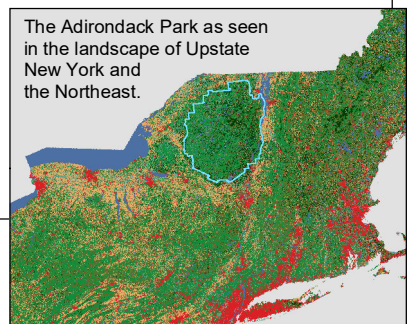 The Adirondack Park as seen
in the landscape of Upstate
New York and
the Northeast.